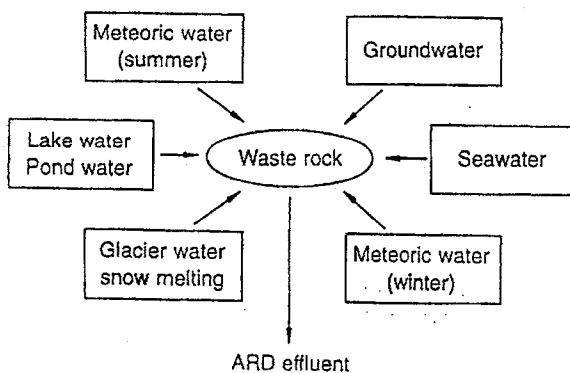 Meteoric water
(summer)
Groundwater
Lake water
Pond water
Waste rock
Seawater
Glacier water
snow melting
Meteoric water
(winter)
ARD effluent